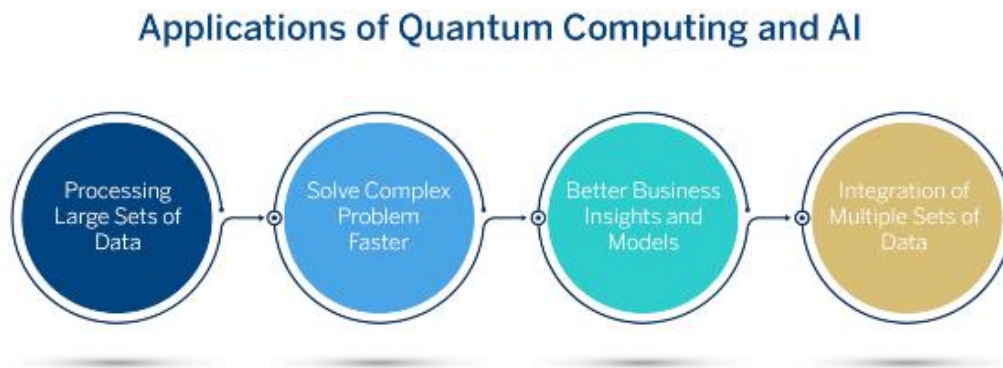 Applications of Quantum Computing and AI
Processing
Large Sets of
Data
Solve Complex
Problem
Faster
Better Business
Insights and
Models
Integration of
Multiple Sets of
Data